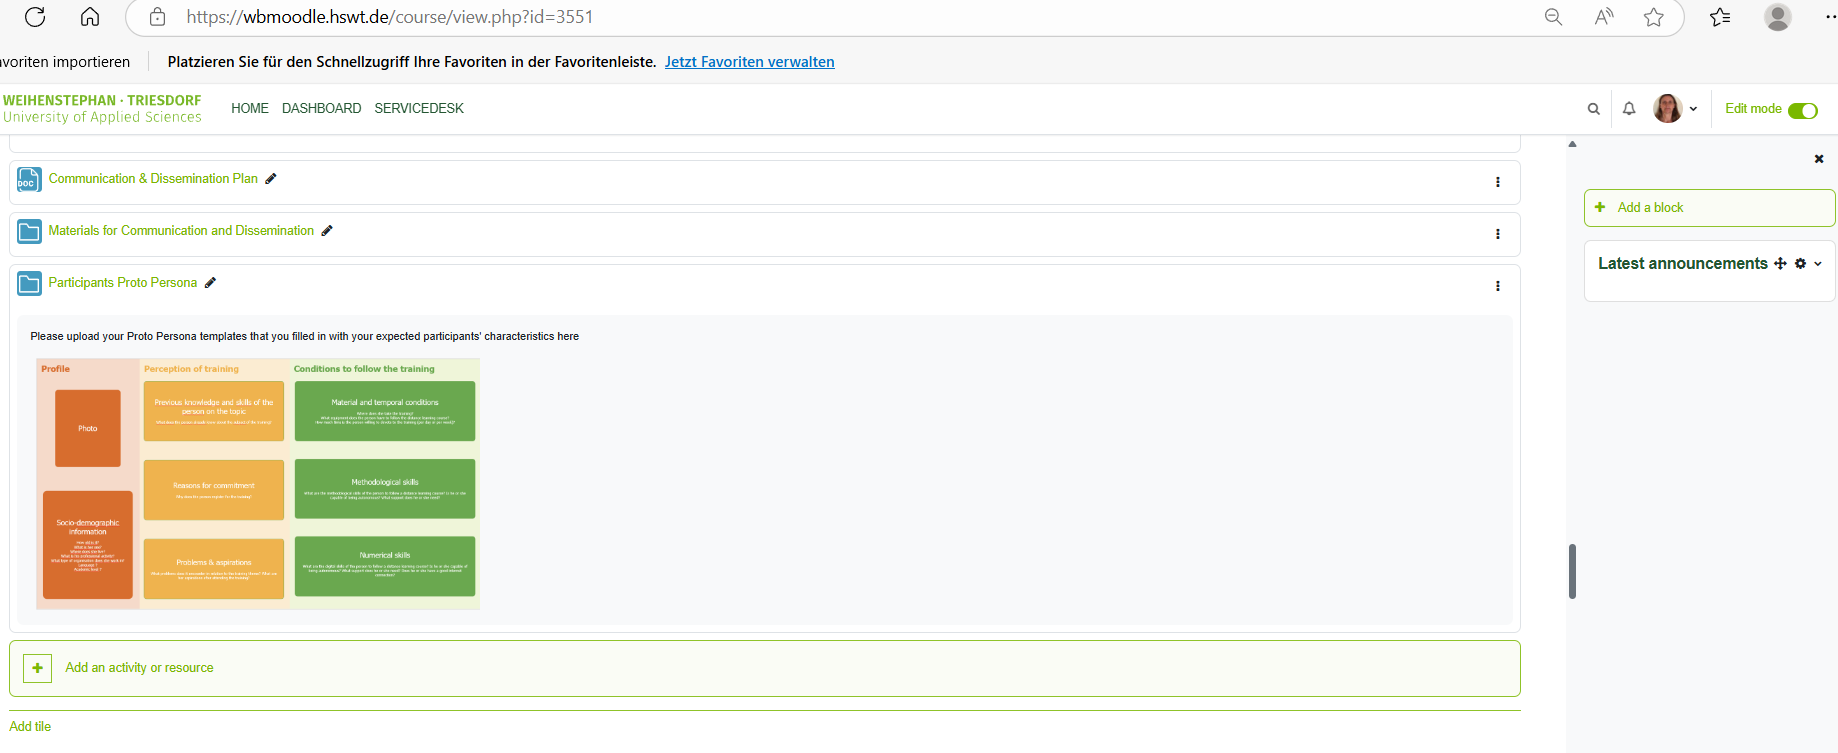 https://wbmoodle.hswt.de/course/view.php?id=3551
avoriten importieren
Platzieren Sie für den Schnellzugriff Ihre Favoriten in der Favoritenleiste. Jetzt Favoriten verwalten
WEIHENSTEPHAN · TRIESDORF
University of Applied Sciences
HOME DASHBOARD SERVICEDESK
Edit mode
DOC
Communication & Dissemination Plan
Materials for Communication and Dissemination
Participants Proto Persona
Please upload your Proto Persona templates that you filled in with your expected participants' characteristics here
Profile
Photo
Socio-demographic
information
Perception of training
Previous knowledge and skills of the
person on the topic
Reasons for commitment
Problems & aspirations
Conditions to follow the training
Material and temporal conditions
Methodological skills
Numerical skills
Add an activity or resource
Add tile
Add a block
Latest announcements